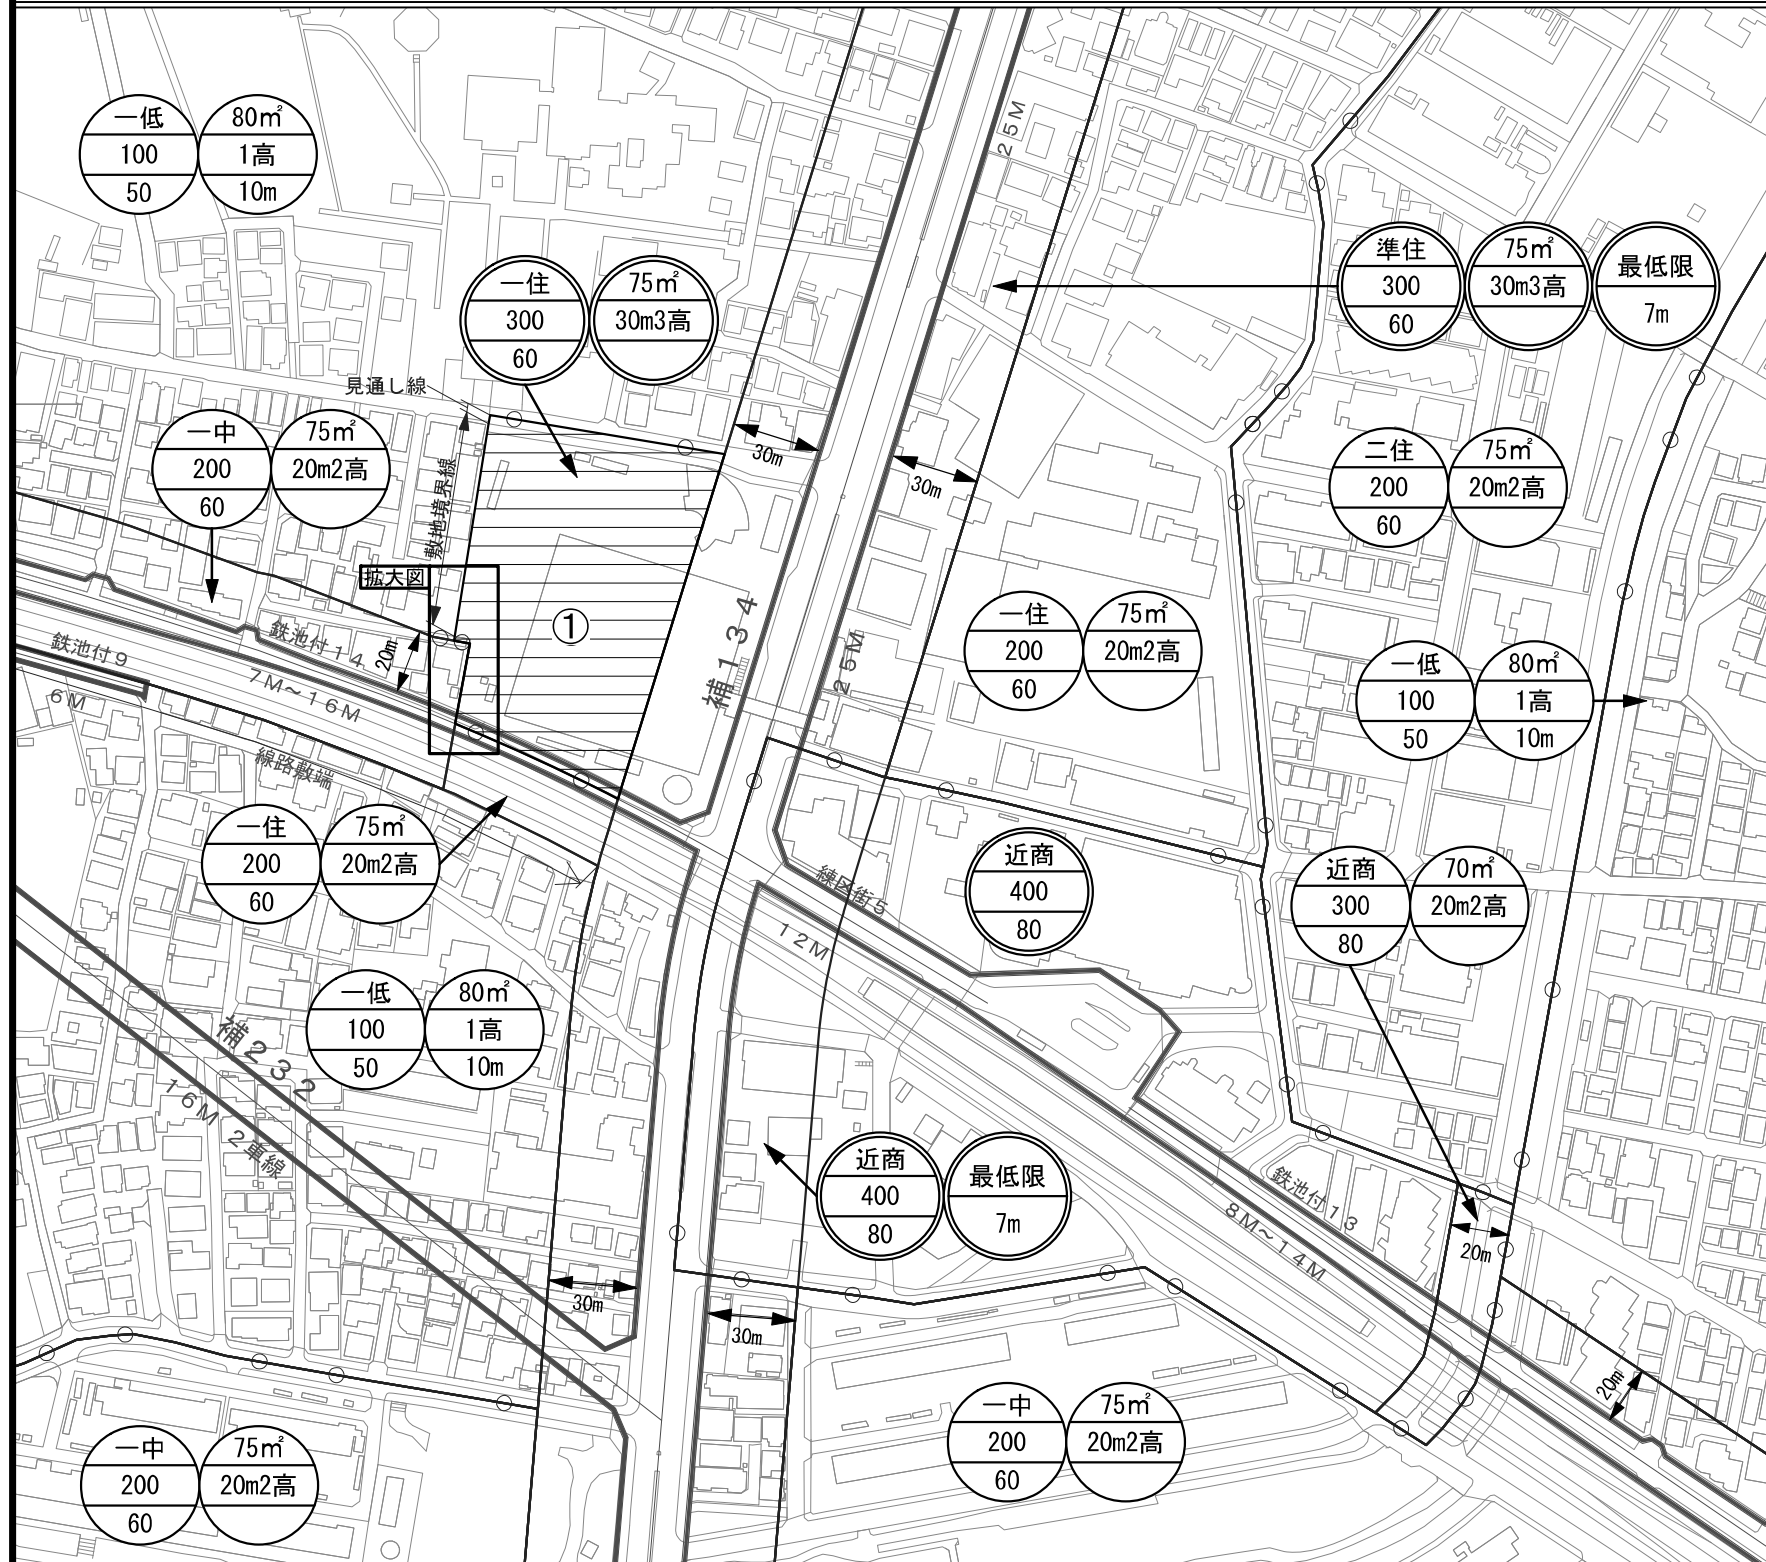 一低
100
50
80㎡
1高
10m
25M
一住
300
60
75㎡
30m3高
準住
300
60
75㎡
30m3高
最低限
7m
見通し線
敷地境界線
一中
200
60
75㎡
20m2高
30m
30m
二住
200
60
75㎡
20m2高
拡大図
①
補134
25M
一住
200
60
75㎡
20m2高
鉄池付14
20m
鉄池付9
7M～16M
6M
線路敷端
一低
100
50
80㎡
1高
10m
一住
200
60
75㎡
20m2高
練区街5
12M
近商
400
80
近商
300
80
70㎡
20m2高
一低
100
50
80㎡
1高
10m
補232
16M 2車線
近商
400
80
最低限
7m
鉄池付13
8M～14M
20m
30m
30m
20m
一中
200
60
75㎡
20m2高
一中
200
60
75㎡
20m2高